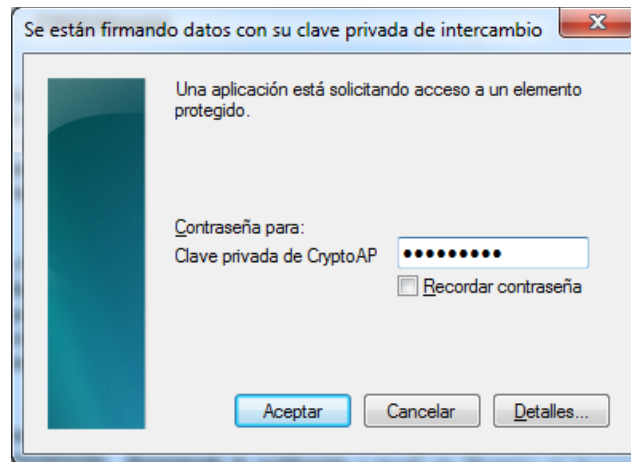 Se están firmando datos con su clave privada de intercambio
Una aplicación está solicitando acceso a un elemento
protegido.
Contraseña para:
Clave privada de CryptoAP
●●●●●●●●●
Recordar contraseña
Aceptar
Cancelar
Detalles...